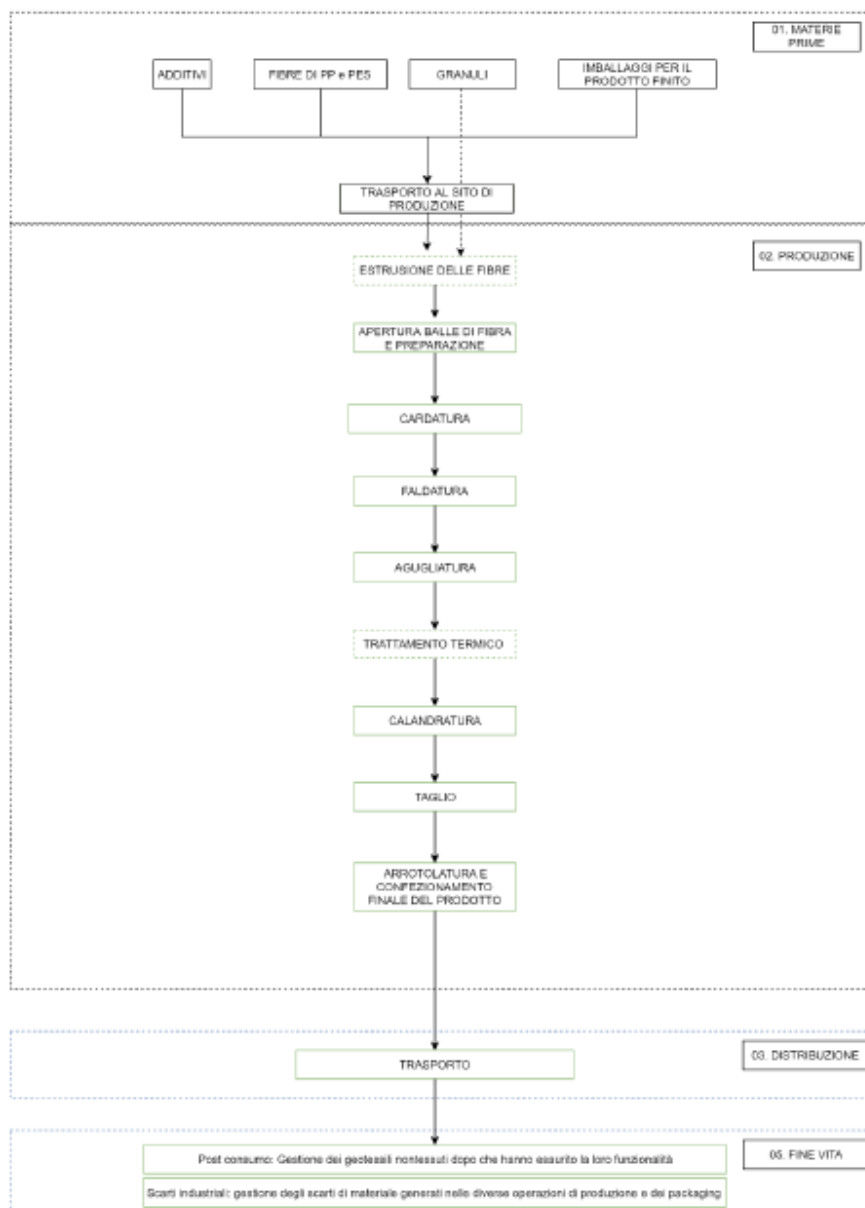 01. MATERIE
PRIME
ADDITIVI
FIBRE DI PP e PES
GRANULI
IMBALLAGGI PER IL
PRODOTTO FINITO
TRASPORTO AL SITO DI
PRODUZIONE
02. PRODUZIONE
ESTRUSIONE DELLE FIBRE
APERTURA BALLE DI FIBRA
E PREPARAZIONE
CARDATURA
FALDATURA
AGUGLIATURA
TRATTAMENTO TERMICO
CALANDRATURA
TAGLIO
ARROTOLATURA E
CONFEZIONAMENTO
FINALE DEL PRODOTTO
03. DISTRIBUZIONE
TRASPORTO
05. FINE VITA
Post consumo: Gestione dei geotessili nontessuti dopo che hanno esaurito la loro funzionalità
Scarti industriali: gestione degli scarti di materiale generati nelle diverse operazioni di produzione e dei packaging